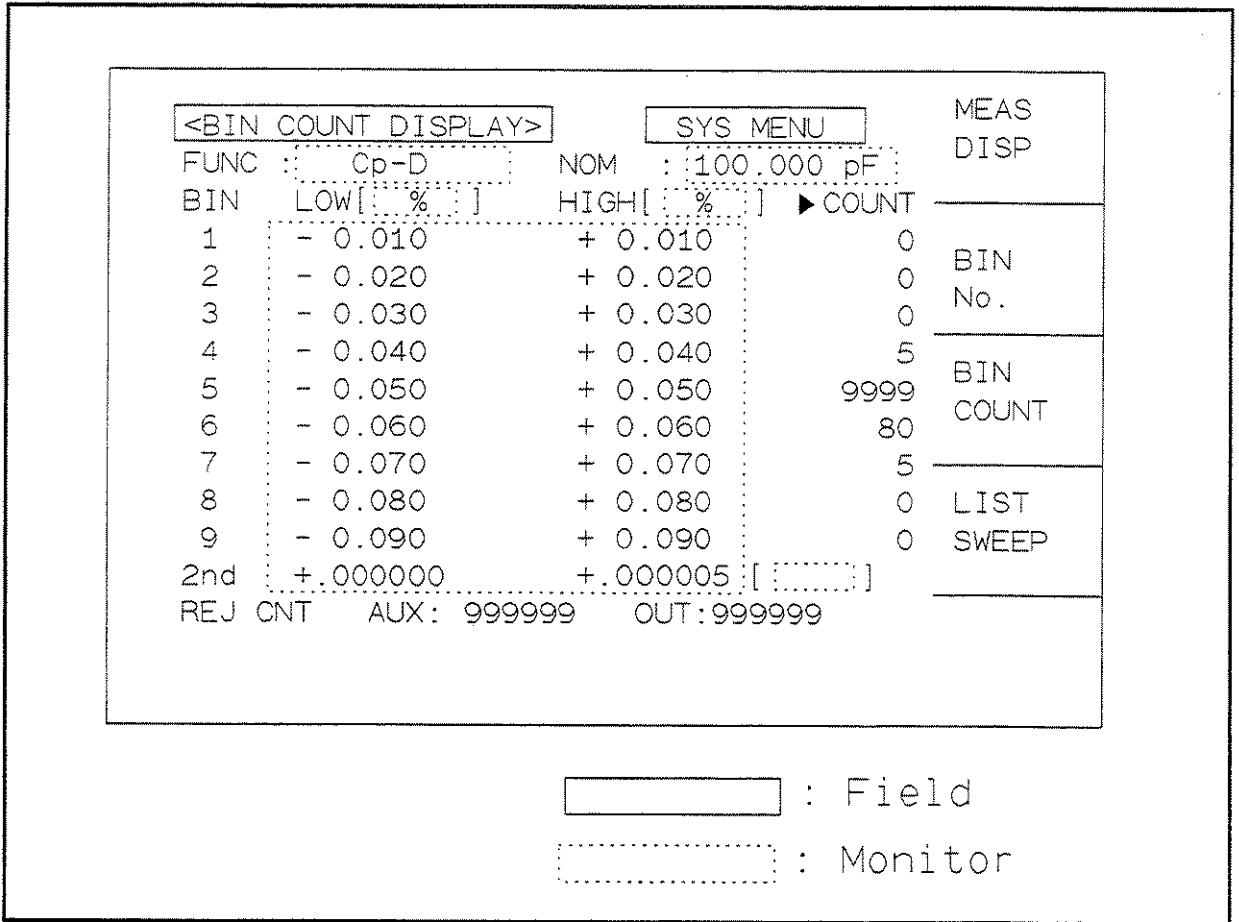 <BIN COUNT DISPLAY> SYS MENU
FUNC : Cp-D NOM : 100.000 pF
BIN LOW[ % ] HIGH[ % ] ▶COUNT
1 - 0.010 + 0.010 0
2 - 0.020 + 0.020 0
3 - 0.030 + 0.030 0
4 - 0.040 + 0.040 5
5 - 0.050 + 0.050 9999
6 - 0.060 + 0.060 80
7 - 0.070 + 0.070 5
8 - 0.080 + 0.080 0
9 - 0.090 + 0.090 0
2nd +.000000 +.000005 [ ]
REJ CNT AUX: 999999 OUT:999999
MEAS
DISP
BIN
No.
BIN
COUNT
LIST
SWEEP
: Field
: Monitor